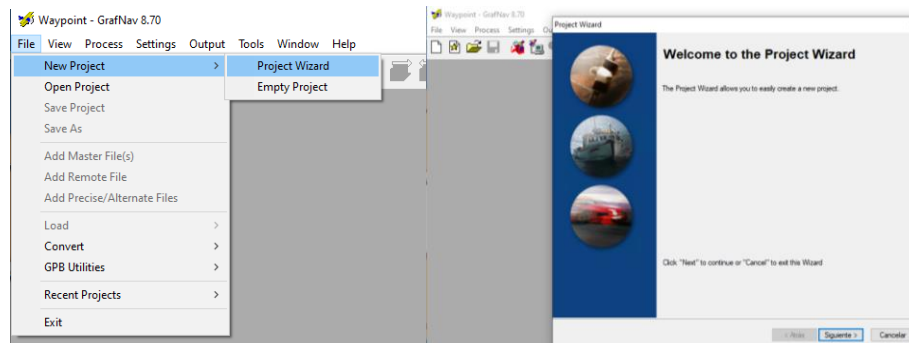 Waypoint - GrafNav 8.70
File View Process Settings Output Tools Window Help
New Project >
Project Wizard
Open Project
Empty Project
Save Project
Save As
Add Master File(s)
Add Remote File
Add Precise/Alternate Files
Load >
Convert >
GPB Utilities >
Recent Projects >
Exit
Waypoint - GrafNav 8.70
File View Process Settings
Project Wizard
Welcome to the Project Wizard
The Project Wizard allows you to easily create a new project.
Click "Next" to continue or "Cancel" to exit this Wizard
< Atrás Siguiente > Cancelar